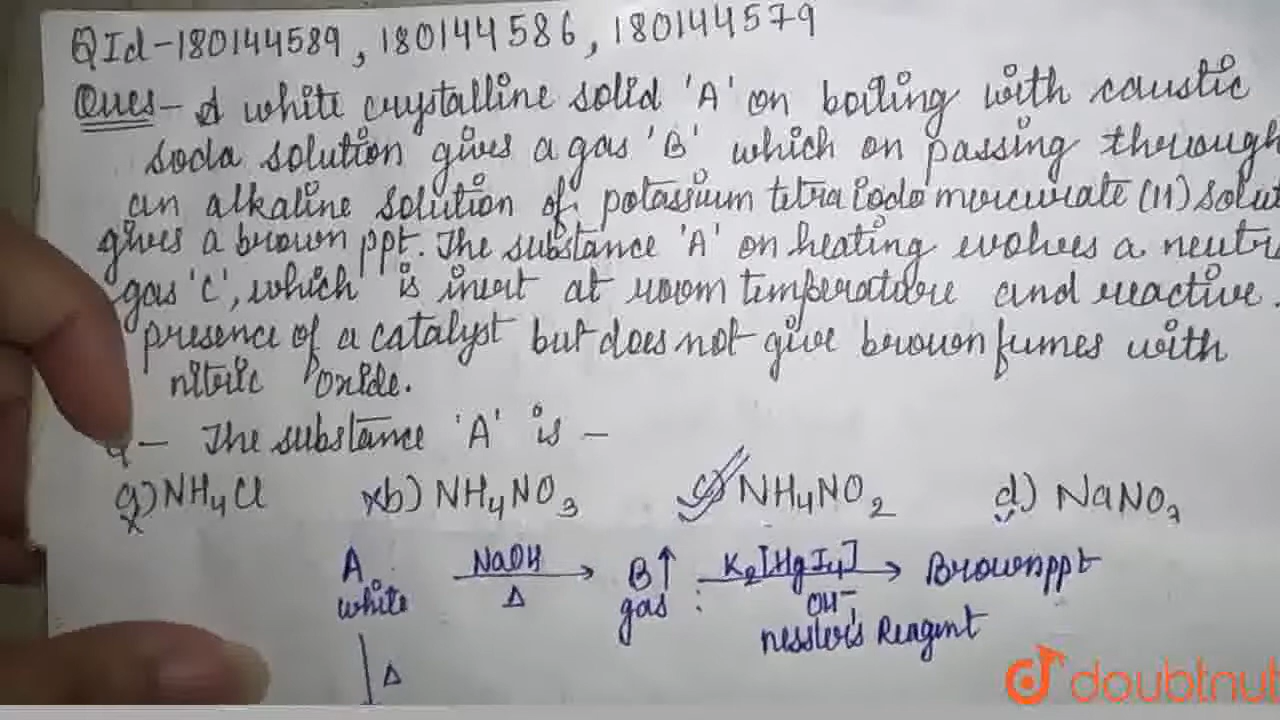 QId-180144589, 180144586, 180144579
Ques- A white crystalline solid 'A' on boiling with caustic
soda solution gives a gas 'B' which on passing through
an alkaline solution of potassium tetra iodo mercurate (11) solut
gives a brown ppt. The substance 'A' on heating evolves a neutra
gas 'C', which is inert at room temperature and reactive
presence of a catalyst but does not give brown fumes with
nitric oxide.
- The substance 'A' is -
a) NH4Cl xb) NH4NO3 c) NH4NO2 d) NaNO3
x
A NaOH B↑ K2[HgI4] Brown ppt
white Δ gas : OH-,
nessler's Reagent
Δ
doubtnut